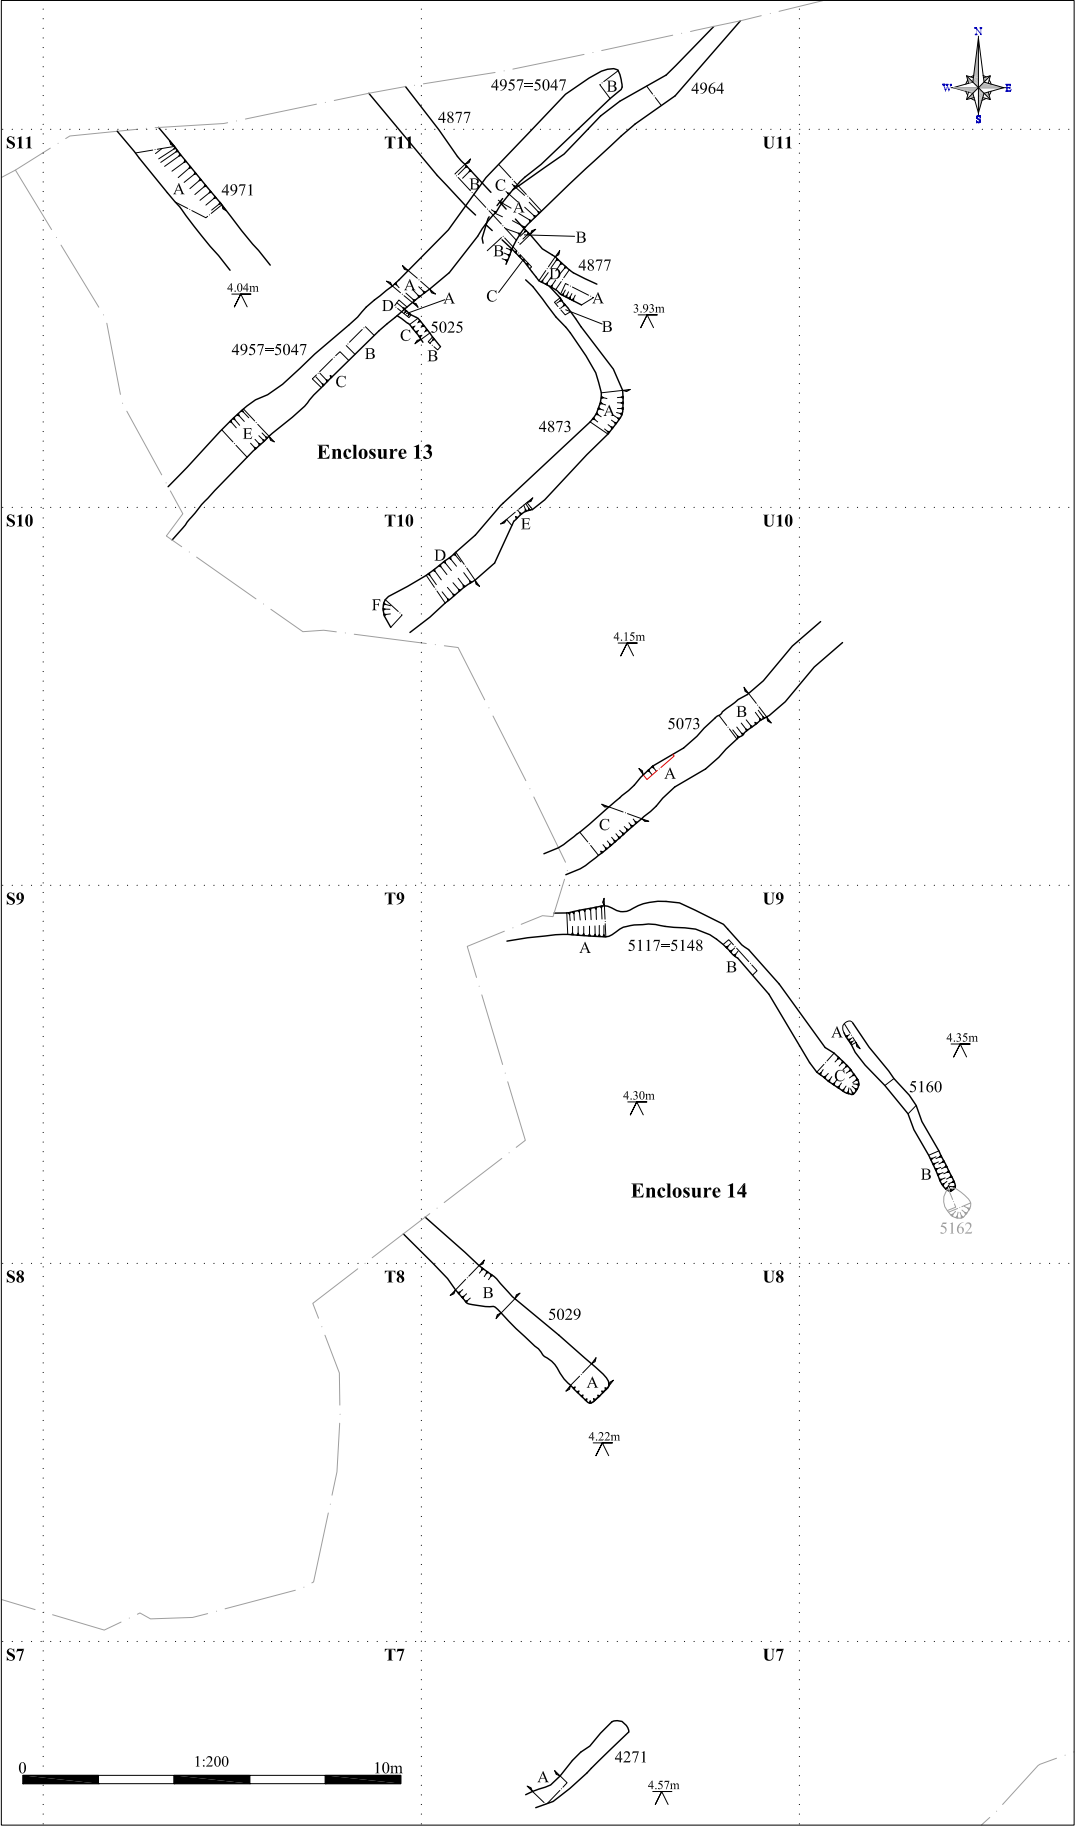 N
W E
S
4957=5047
B
4964
4877
S11
T11
U11
B
C
A
4971
A
B
B
D
4877
C
A
B
4.04m
3.93m
A
D
A
C
5025
B
4957=5047
B
C
A
4873
E
Enclosure 13
S10
T10
U10
E
D
F
4.15m
B
5073
A
C
S9
T9
U9
A
5117=5148
B
A
4.35m
C
5160
4.30m
B
Enclosure 14
5162
S8
T8
U8
B
5029
A
4.22m
S7
T7
U7
4271
0
1:200
10m
A
4.57m